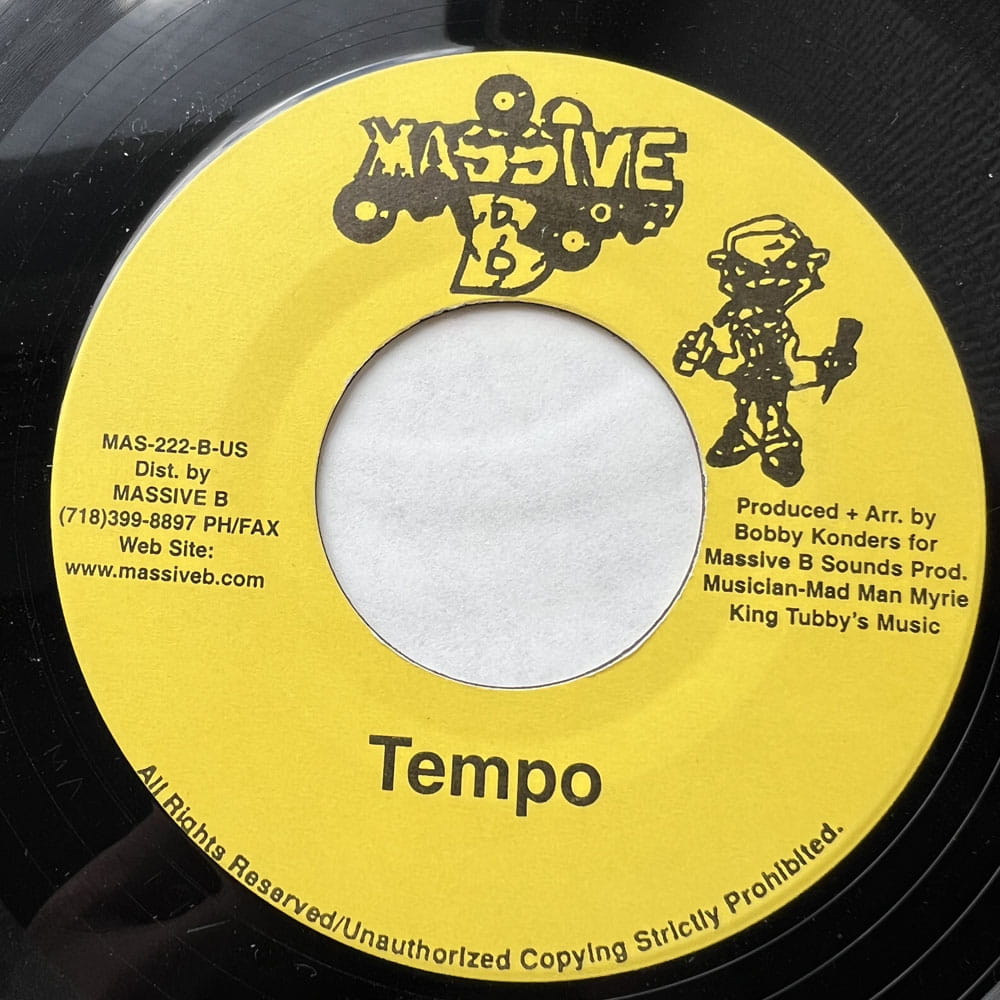 MASSIVE
B
MAS-222-B-US
Dist. by
MASSIVE B
(718)399-8897 PH/FAX
Web Site:
www.massiveb.com
Produced + Arr. by
Bobby Konders for
Massive B Sounds Prod.
Musician-Mad Man Myrie
King Tubby's Music
Tempo
All Rights Reserved/Unauthorized Copying Strictly Prohibited.